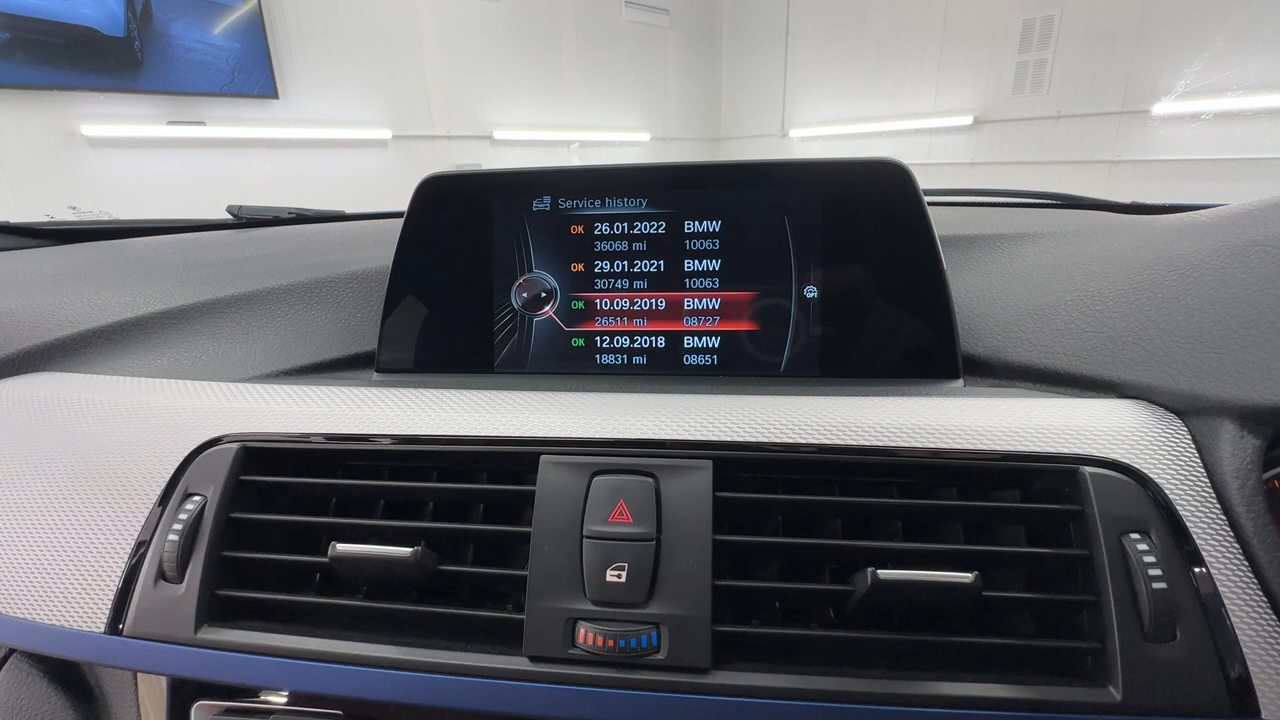 Service history
OK 26.01.2022 BMW
36068 mi 10063
OK 29.01.2021 BMW
30749 mi 10063
OK 10.09.2019 BMW
26511 mi 08727
OK 12.09.2018 BMW
18831 mi 08651
OPT